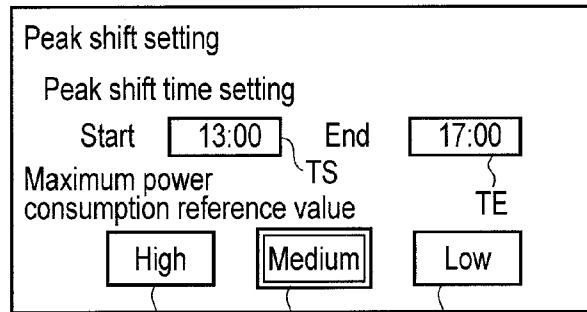 Peak shift setting
Peak shift time setting
Start 13:00 End 17:00
TS
TE
Maximum power
consumption reference value
High Medium Low